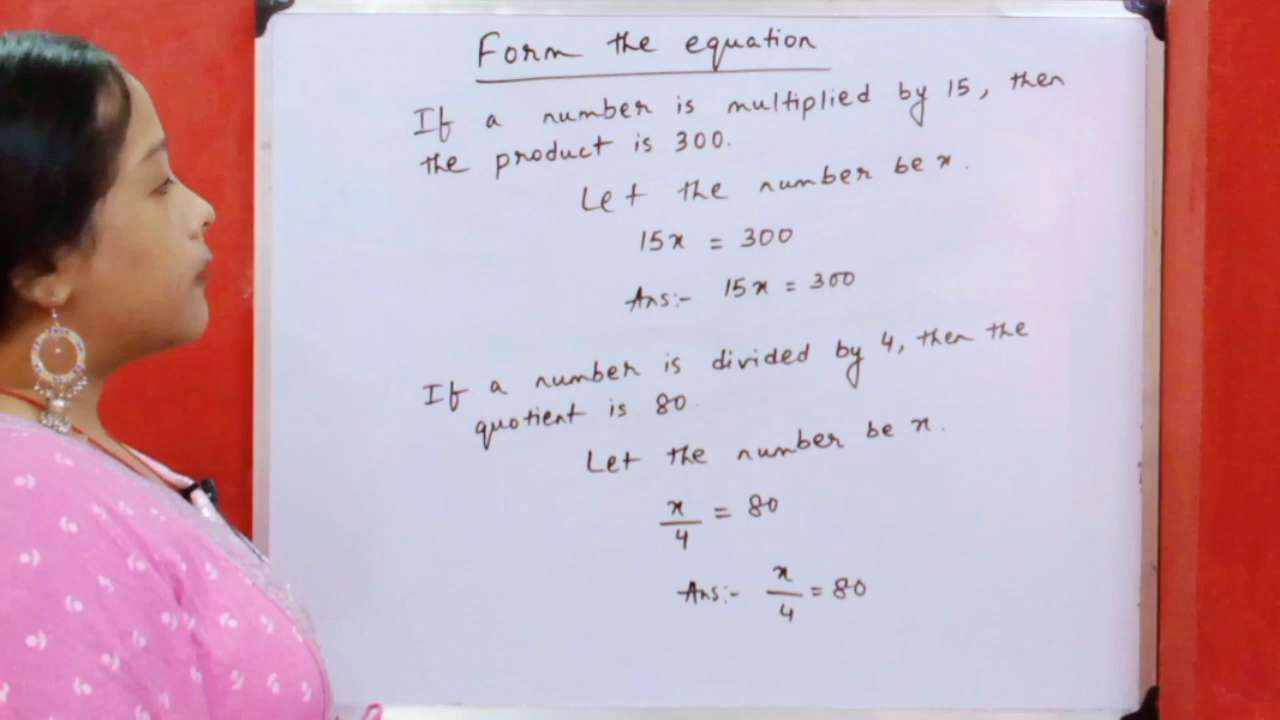 Form the equation
If a number is multiplied by 15, then
the product is 300.
Let the number be x.
15x = 300
Ans:- 15x = 300
If a number is divided by 4, then the
quotient is 80.
Let the number be x.
x/4 = 80
Ans:- x/4 = 80